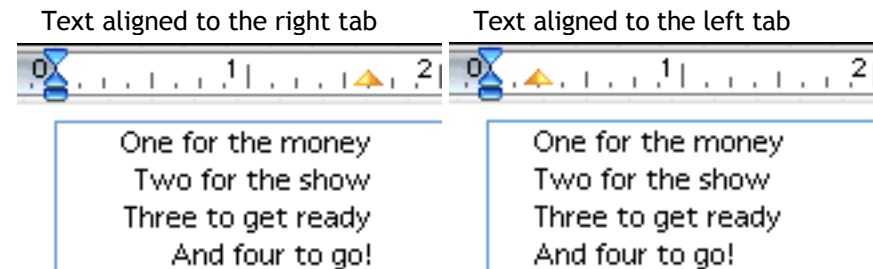 Text aligned to the right tab
0 1 2
One for the money
Two for the show
Three to get ready
And four to go!
Text aligned to the left tab
0 1 2
One for the money
Two for the show
Three to get ready
And four to go!